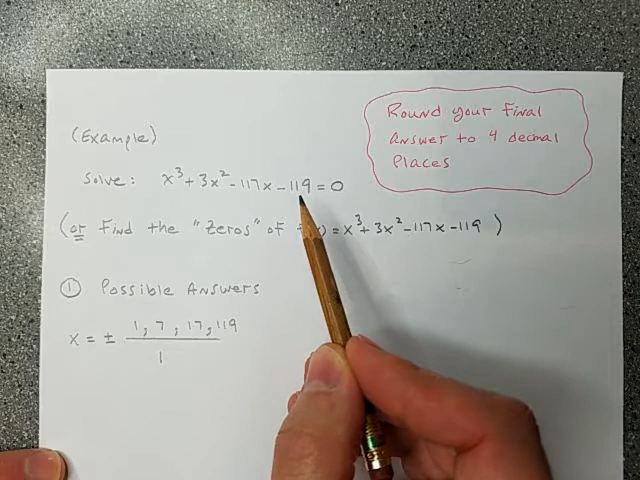 (Example)
Round your Final
Answer to 4 decimal
Places
Solve: x³+3x²-117x-119=0
(or Find the "Zeros" of =x³+3x²-117x-119)
① Possible Answers
x = ± 1, 7, 17, 119
1